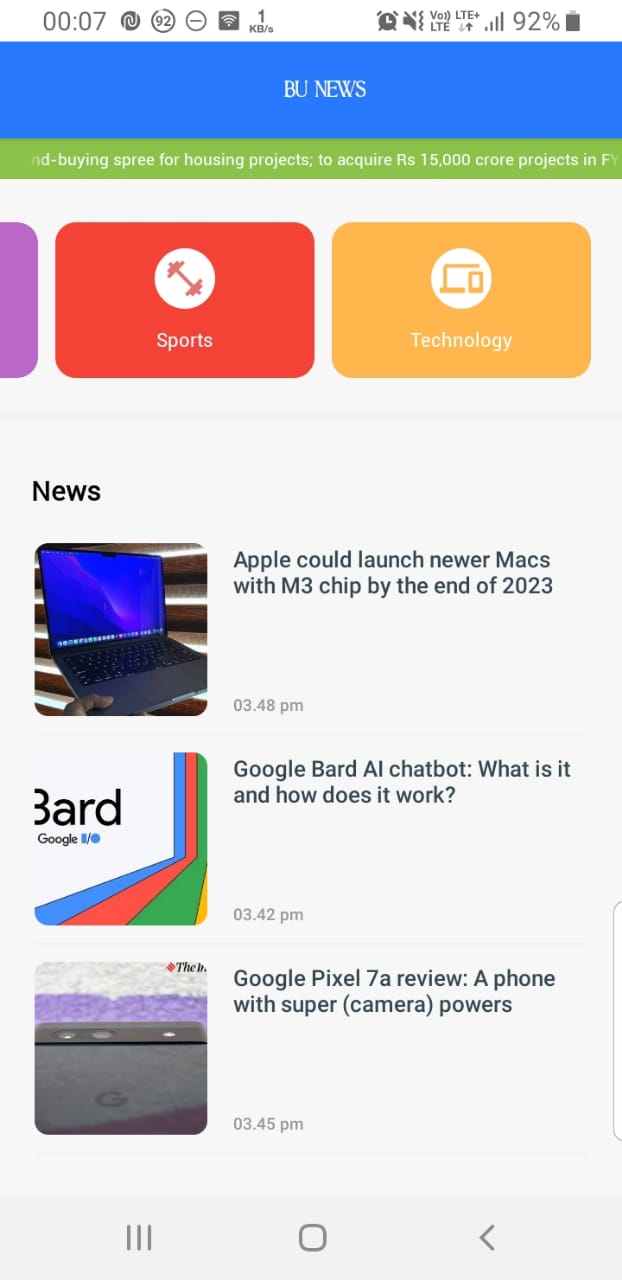 00:07 92 1 KB/s Vo) LTE LTE+ 92%
BU NEWS
nd-buying spree for housing projects; to acquire Rs 15,000 crore projects in FY
Sports
Technology
News
Apple could launch newer Macs
with M3 chip by the end of 2023
03.48 pm
Google Bard AI chatbot: What is it
and how does it work?
Bard
Google I/O
03.42 pm
Google Pixel 7a review: A phone
with super (camera) powers
The In
G
03.45 pm